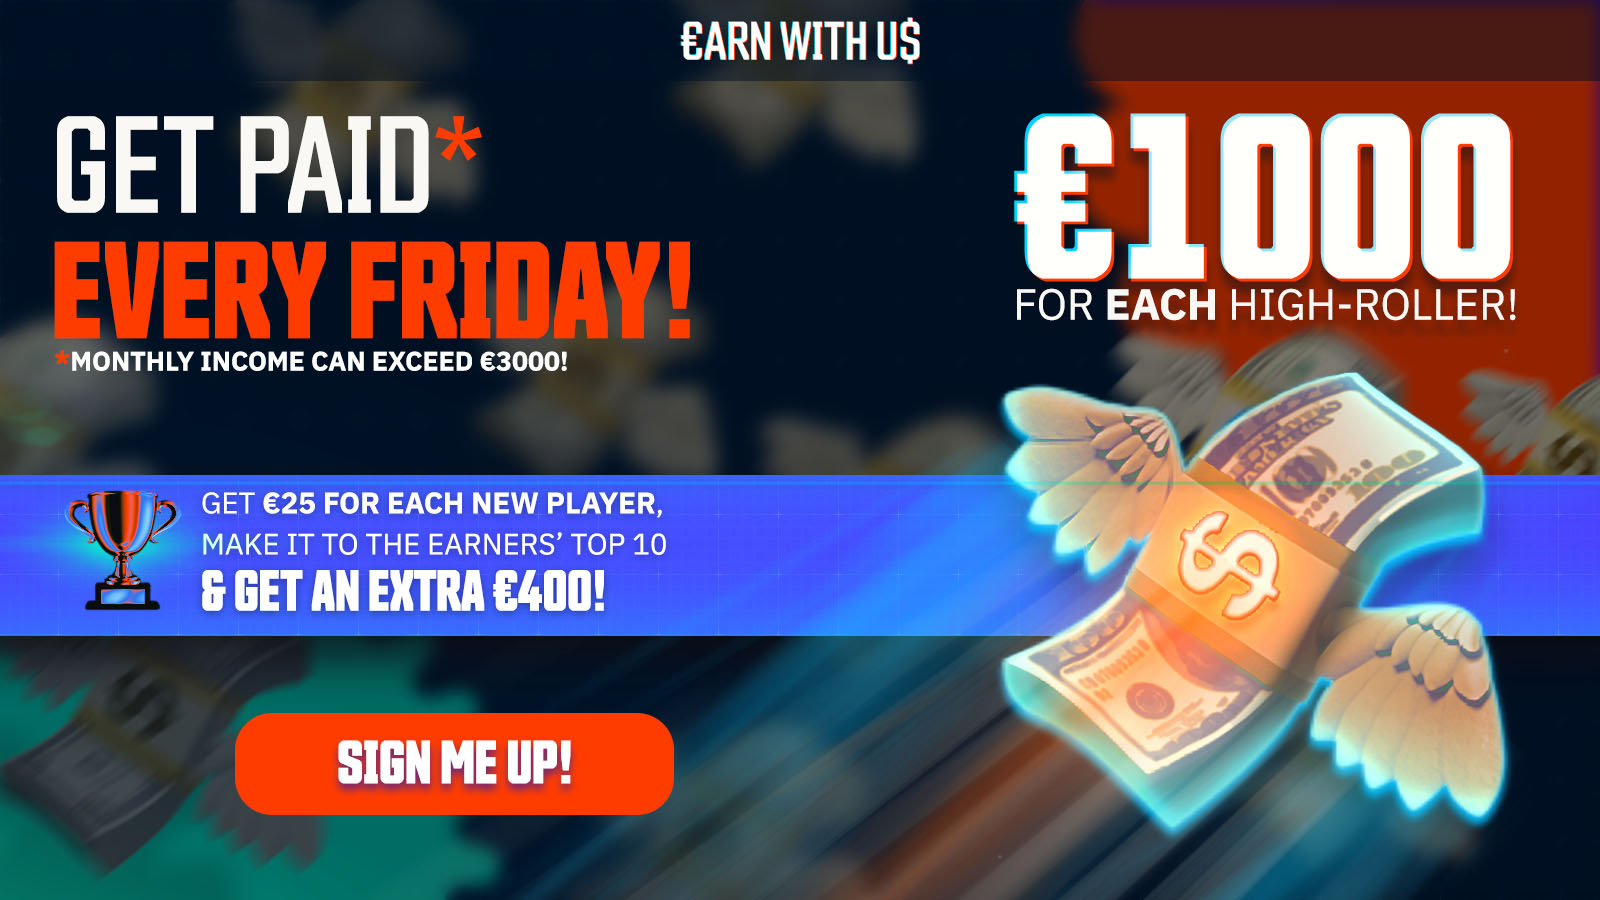 €ARN WITH U$
GET PAID*
EVERY FRIDAY!
*MONTHLY INCOME CAN EXCEED €3000!
€1000
FOR EACH HIGH-ROLLER!
GET €25 FOR EACH NEW PLAYER,
MAKE IT TO THE EARNERS’ TOP 10
& GET AN EXTRA €400!
$
SIGN ME UP!